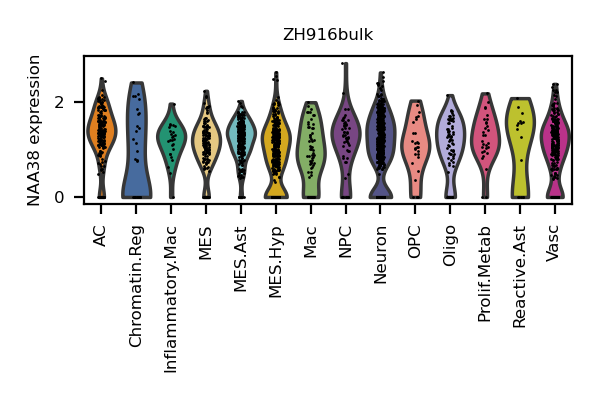 ZH916bulk
NAA38 expression
2
0
AC
Chromatin.Reg
Inflammatory.Mac
MES
MES.Ast
MES.Hyp
Mac
NPC
Neuron
OPC
Oligo
Prolif.Metab
Reactive.Ast
Vasc